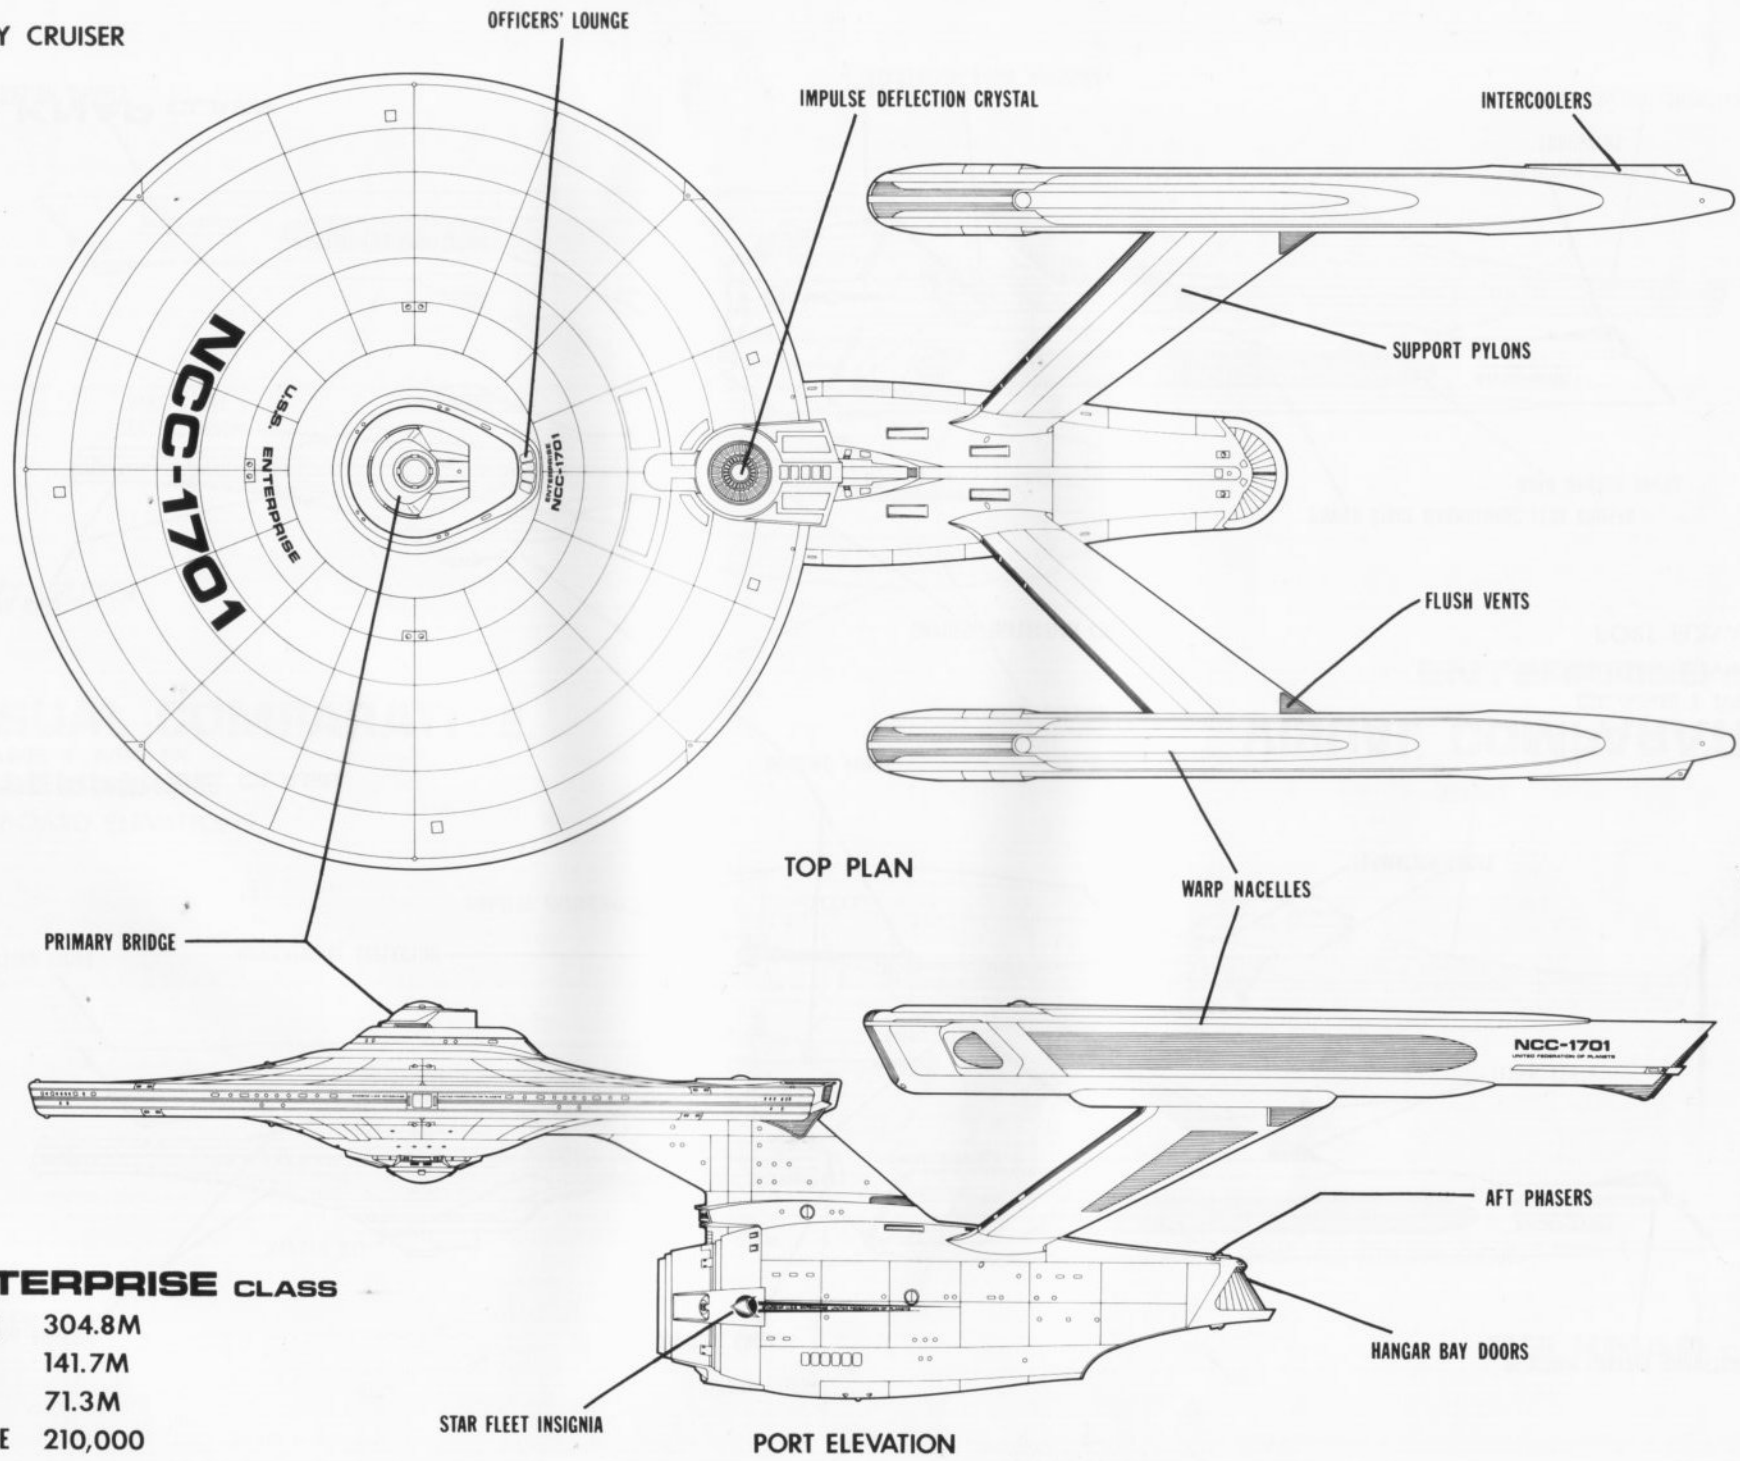 Y CRUISER
OFFICERS' LOUNGE
IMPULSE DEFLECTION CRYSTAL
INTERCOOLERS
SUPPORT PYLONS
NCC-1701
U.S.S. ENTERPRISE
NCC-1701
ENTERPRISE
FLUSH VENTS
TOP PLAN
WARP NACELLES
PRIMARY BRIDGE
NCC-1701
UNITED FEDERATION OF PLANETS
AFT PHASERS
HANGAR BAY DOORS
STAR FLEET INSIGNIA
PORT ELEVATION
TERPRISE CLASS
304.8M
141.7M
71.3M
E 210,000